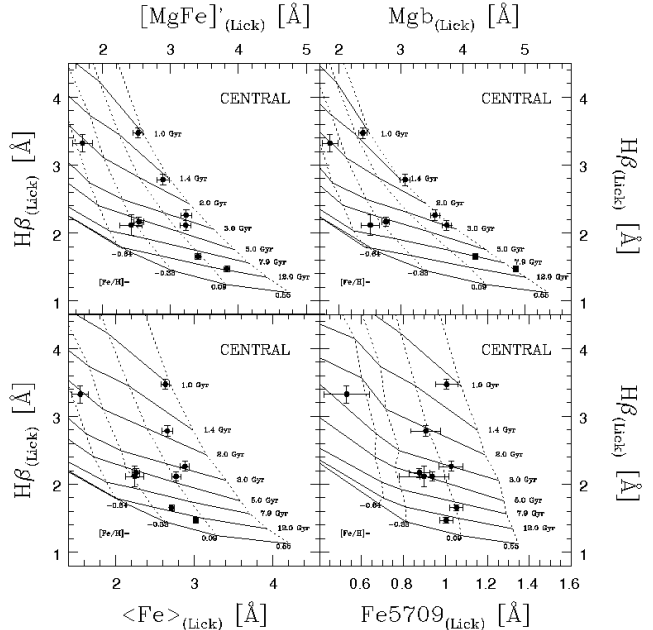 [MgFe]'(Lick) [Å]
Mgb(Lick) [Å]
2 3 4 5
2 3 4 5
CENTRAL
CENTRAL
Hβ(Lick) [Å]
Hβ(Lick) [Å]
4
3
2
1
1.0 Gyr
1.4 Gyr
2.0 Gyr
3.0 Gyr
5.0 Gyr
7.9 Gyr
12.0 Gyr
[Fe/H]=
-0.64
-0.33
0.09
0.55
1.0 Gyr
1.4 Gyr
2.0 Gyr
3.0 Gyr
5.0 Gyr
7.9 Gyr
12.0 Gyr
[Fe/H]=
-0.64
-0.33
0.09
0.55
CENTRAL
CENTRAL
Hβ(Lick) [Å]
Hβ(Lick) [Å]
4
3
2
1
1.0 Gyr
1.4 Gyr
2.0 Gyr
3.0 Gyr
5.0 Gyr
7.9 Gyr
12.0 Gyr
[Fe/H]=
-0.64
-0.33
0.09
0.55
1.0 Gyr
1.4 Gyr
2.0 Gyr
3.0 Gyr
5.0 Gyr
7.9 Gyr
12.0 Gyr
[Fe/H]=
-0.64
-0.33
0.09
0.55
2 3 4
0.6 0.8 1 1.2 1.4 1.6
<Fe>(Lick) [Å]
Fe5709(Lick) [Å]